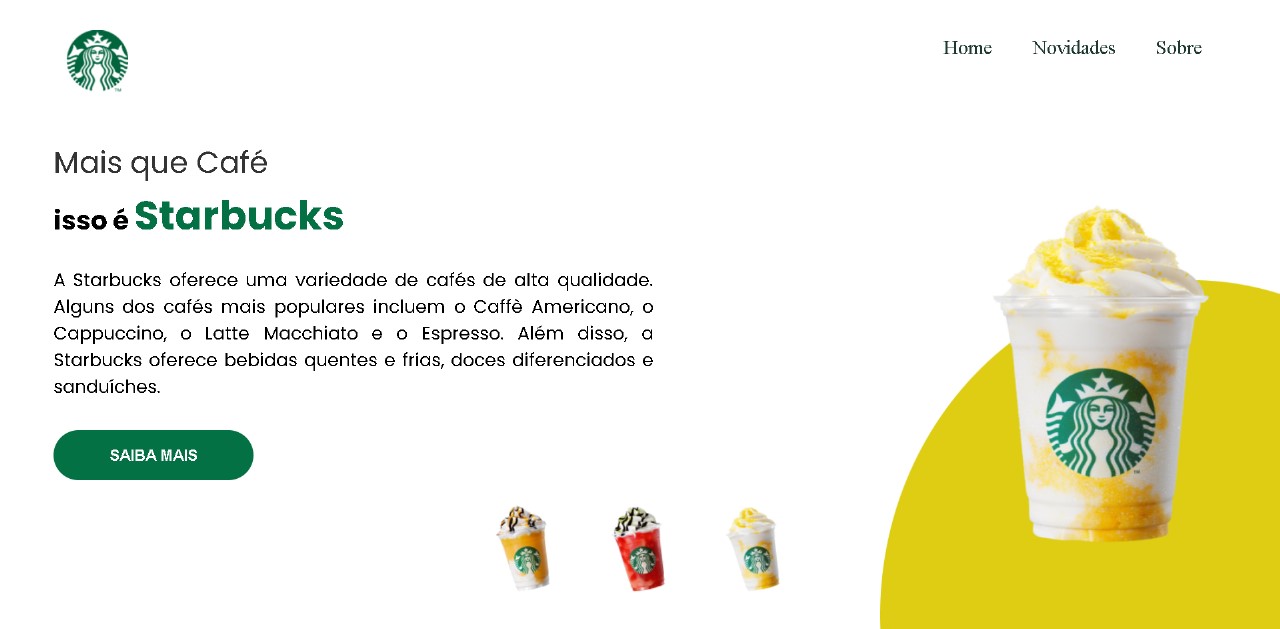 Home Novidades Sobre
Mais que Café
isso é Starbucks
A Starbucks oferece uma variedade de cafés de alta qualidade.
Alguns dos cafés mais populares incluem o Caffè Americano, o
Cappuccino, o Latte Macchiato e o Espresso. Além disso, a
Starbucks oferece bebidas quentes e frias, doces diferenciados e
sanduíches.
SAIBA MAIS